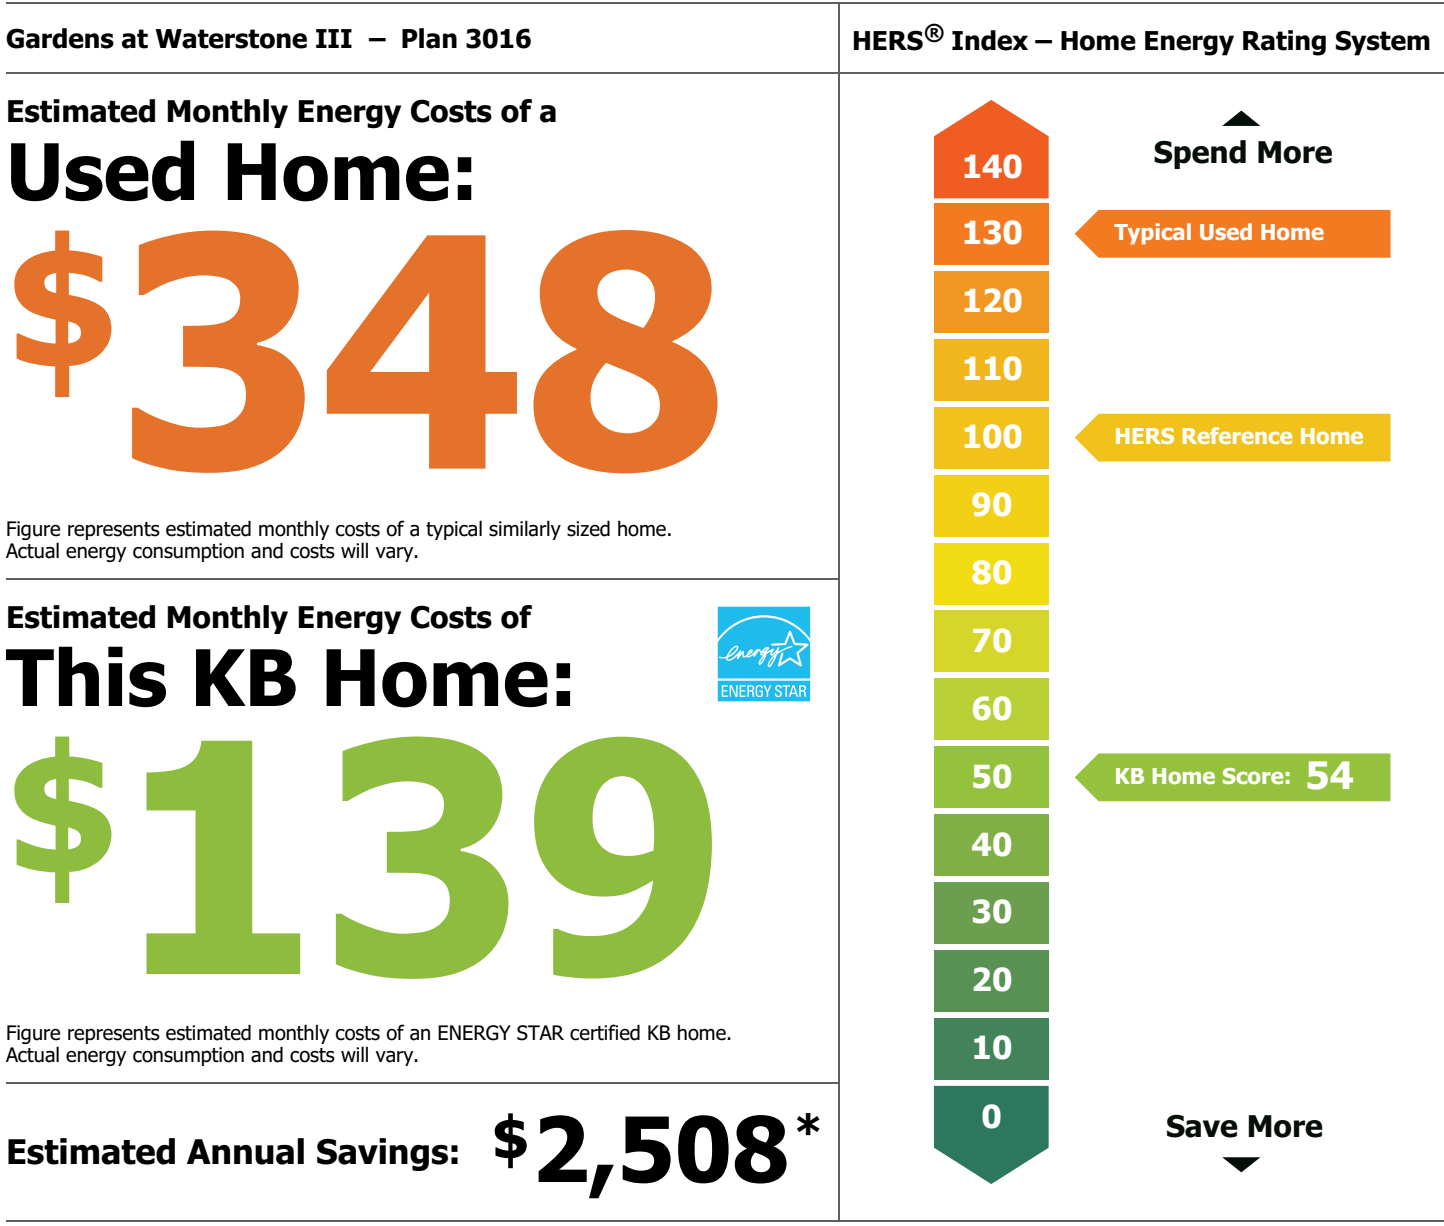 Gardens at Waterstone III – Plan 3016
Estimated Monthly Energy Costs of a
Used Home:
$348
Figure represents estimated monthly costs of a typical similarly sized home.
Actual energy consumption and costs will vary.
Estimated Monthly Energy Costs of
This KB Home:
energy
ENERGY STAR
$139
Figure represents estimated monthly costs of an ENERGY STAR certified KB home.
Actual energy consumption and costs will vary.
Estimated Annual Savings: $2,508*
HERS® Index – Home Energy Rating System
Spend More
140
130 Typical Used Home
120
110
100 HERS Reference Home
90
80
70
60
50 KB Home Score: 54
40
30
20
10
0
Save More